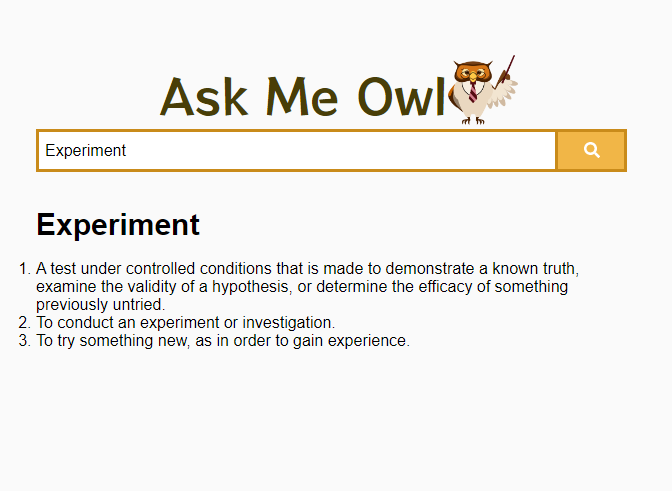 Ask Me Owl
Experiment
Experiment
1. A test under controlled conditions that is made to demonstrate a known truth,
examine the validity of a hypothesis, or determine the efficacy of something
previously untried.
2. To conduct an experiment or investigation.
3. To try something new, as in order to gain experience.